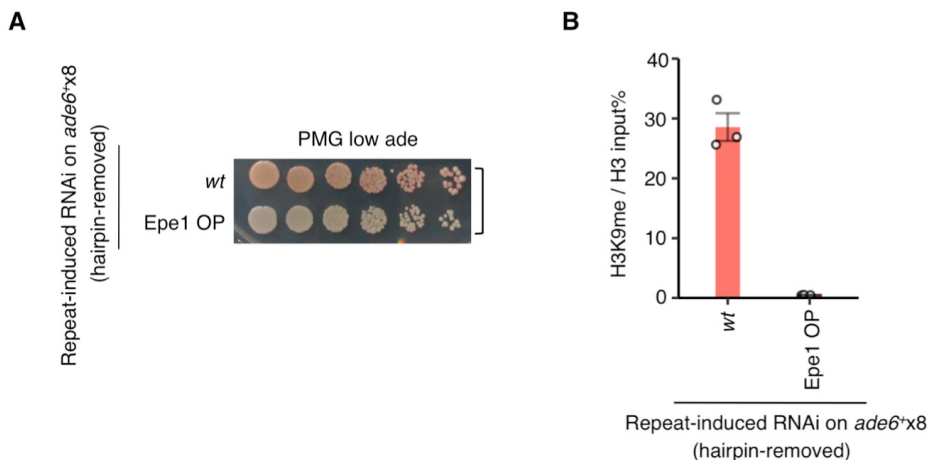 A
Repeat-induced RNAi on ade6⁺x8
(hairpin-removed)
PMG low ade
wt
Epe1 OP
B
H3K9me / H3 input%
40
30
20
10
0
wt
Epe1 OP
Repeat-induced RNAi on ade6⁺x8
(hairpin-removed)